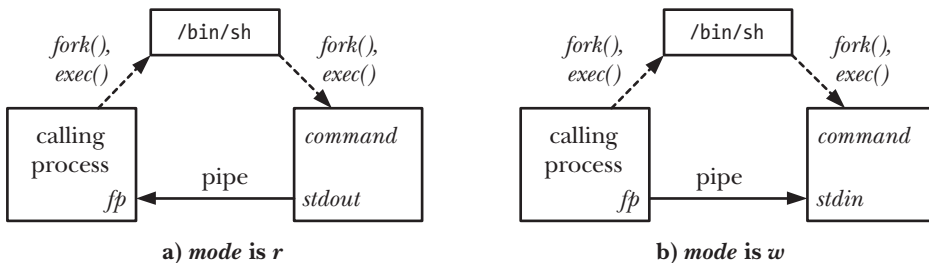 /bin/sh
fork(),
exec()
fork(),
exec()
calling
process
fp
pipe
command
stdout
a) mode is r
/bin/sh
fork(),
exec()
fork(),
exec()
calling
process
fp
pipe
command
stdin
b) mode is w